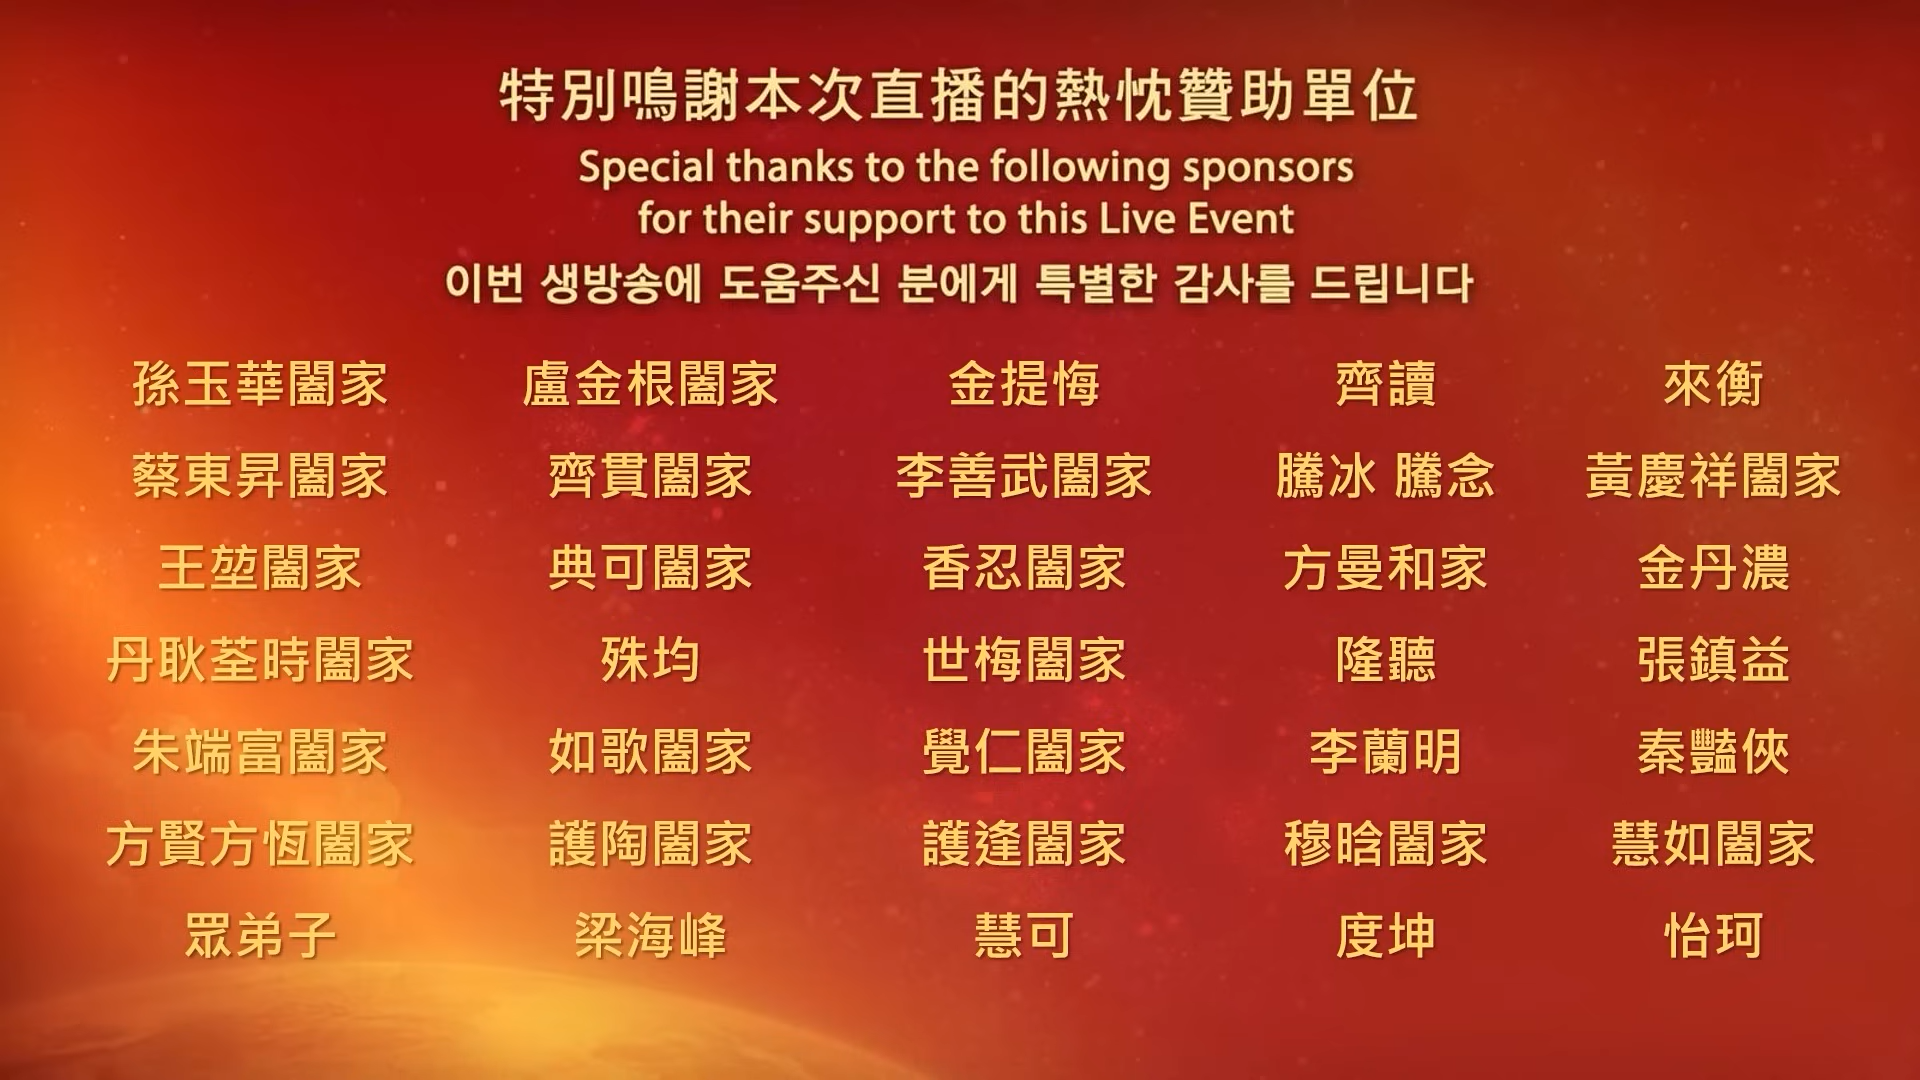 特別鳴謝本次直播的熱忱贊助單位
Special thanks to the following sponsors
for their support to this Live Event
이번 생방송에 도움주신 분에게 특별한 감사를 드립니다
孫玉華闔家 盧金根闔家 金提悔 齊讀 來衡
蔡東昇闔家 齊貫闔家 李善武闔家 騰冰 騰念 黃慶祥闔家
王堃闔家 典可闔家 香忍闔家 方曼和家 金丹濃
丹耿荃時闔家 殊均 世梅闔家 隆聽 張鎮益
朱端富闔家 如歌闔家 覺仁闔家 李蘭明 秦豔俠
方賢方恆闔家 護陶闔家 護逢闔家 穆晗闔家 慧如闔家
眾弟子 梁海峰 慧可 度坤 怡珂